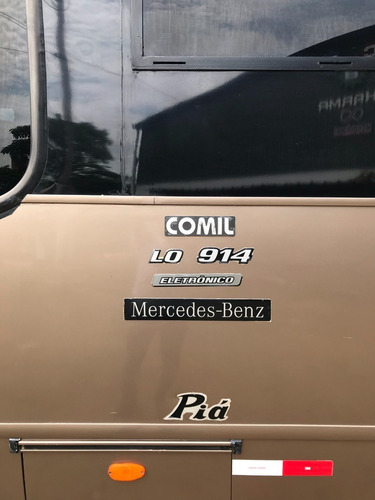 COMIL
LO 914
ELETRÔNICO
Mercedes-Benz
Piá